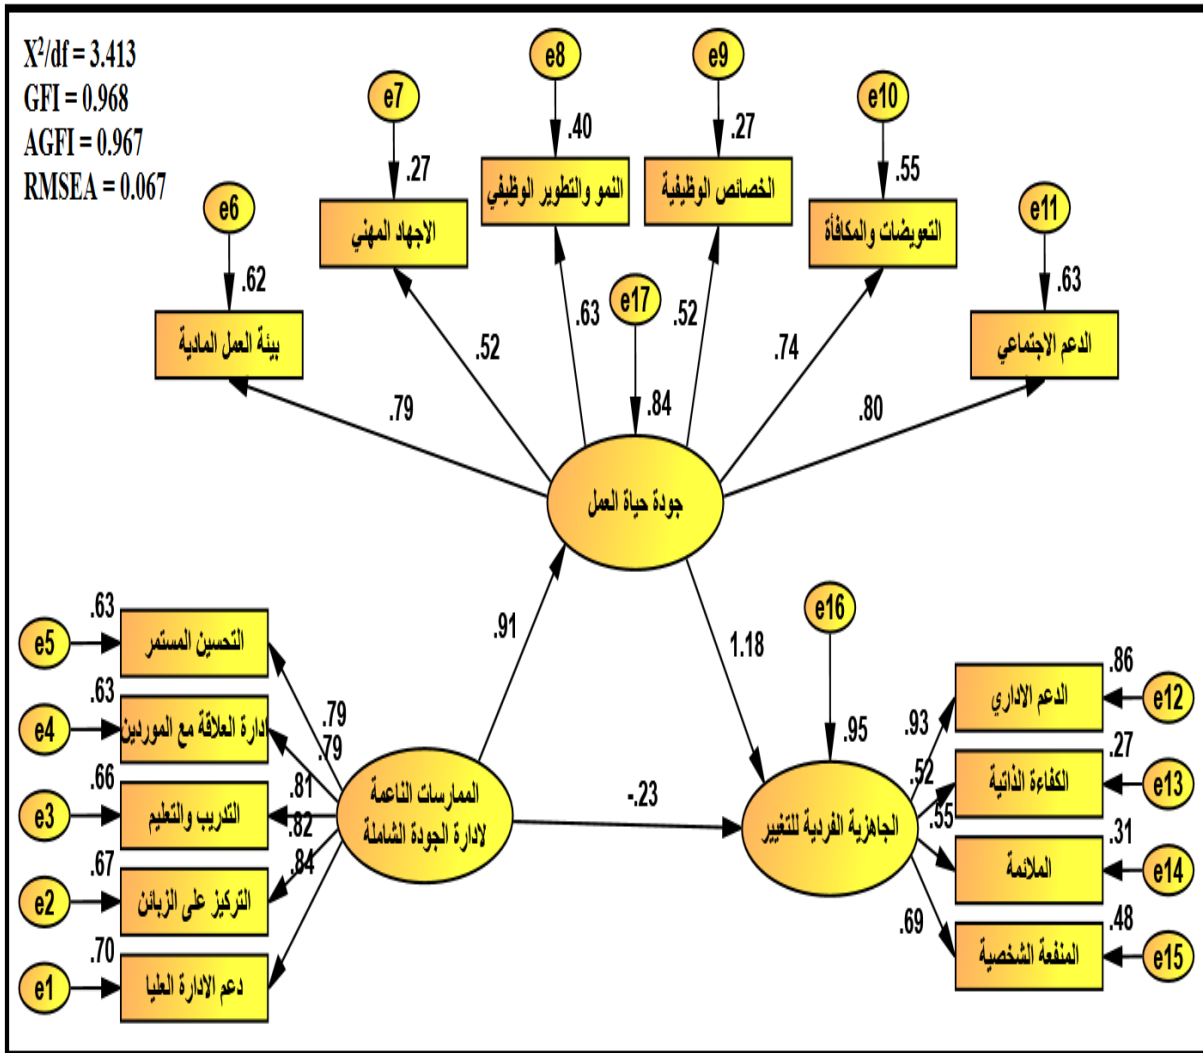 X²/df = 3.413
GFI = 0.968
AGFI = 0.967
RMSEA = 0.067
e8
e9
e7
e10
.40
.27
.27
.55
النمو والتطوير الوظيفي
الخصائص الوظيفية
e6
e11
الاجهاد المهني
التعويضات والمكافأة
.62
.63
e17
بيئة العمل المادية
الدعم الاجتماعي
.63
.52
.52
.74
.79
.84
.80
جودة حياة العمل
.63
e16
e5
التحسين المستمر
.91
1.18
.86
.63
الدعم الاداري
e12
e4
ادارة العلاقة مع الموردين
.79
.79
.95
.93
.27
.66
.52
الكفاءة الذاتية
e13
e3
التدريب والتعليم
.81
الممارسات الناعمة
لادارة الجودة الشاملة
-.23
الجاهزية الفردية للتغيير
.55
.31
.82
.67
.84
الملائمة
e14
e2
التركيز على الزبائن
.69
.48
.70
المنفعة الشخصية
e15
e1
دعم الادارة العليا